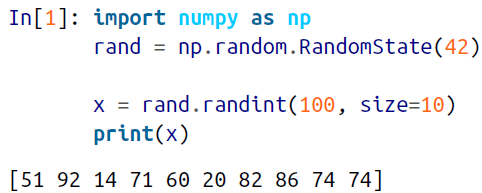 In[1]: import numpy as np
rand = np.random.RandomState(42)
x = rand.randint(100, size=10)
print(x)
[51 92 14 71 60 20 82 86 74 74]